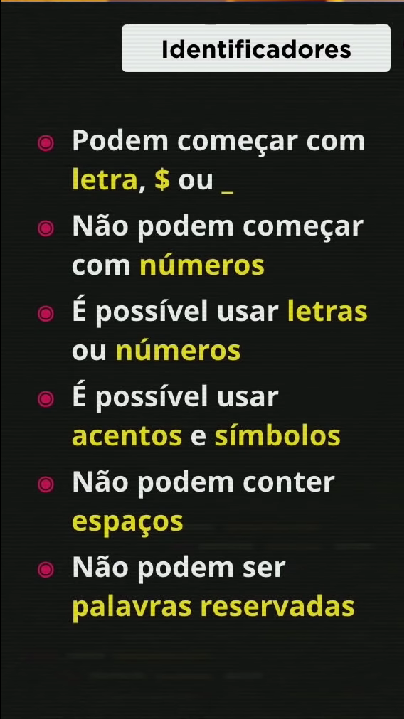 Identificadores
Podem começar com
letra, $ ou _
Não podem começar
com números
É possível usar letras
ou números
É possível usar
acentos e símbolos
Não podem conter
espaços
Não podem ser
palavras reservadas